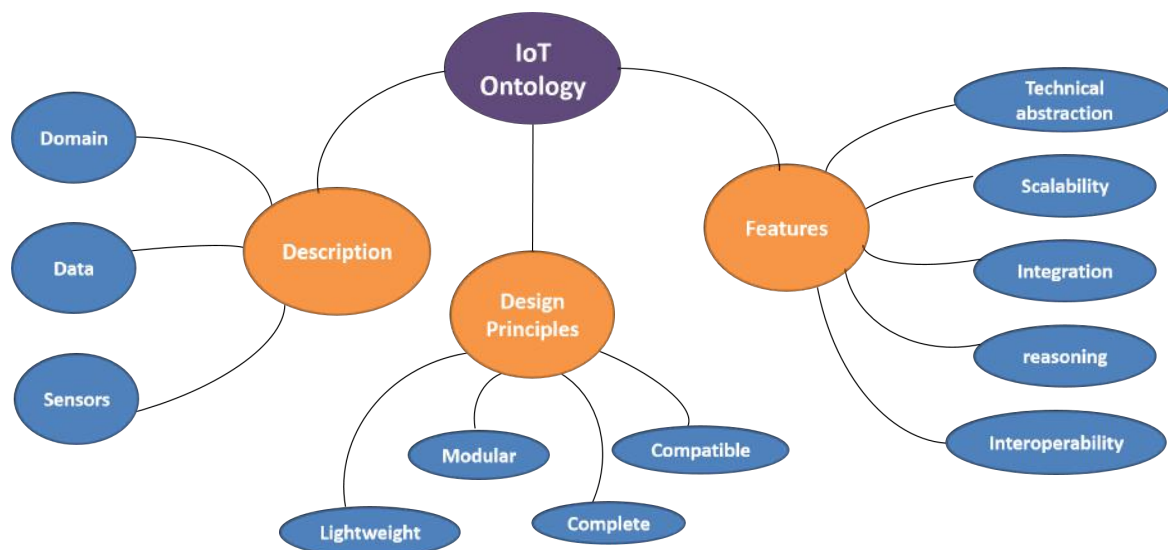 IoT
Ontology
Description
Domain
Data
Sensors
Design
Principles
Lightweight
Modular
Complete
Compatible
Features
Technical
abstraction
Scalability
Integration
reasoning
Interoperability